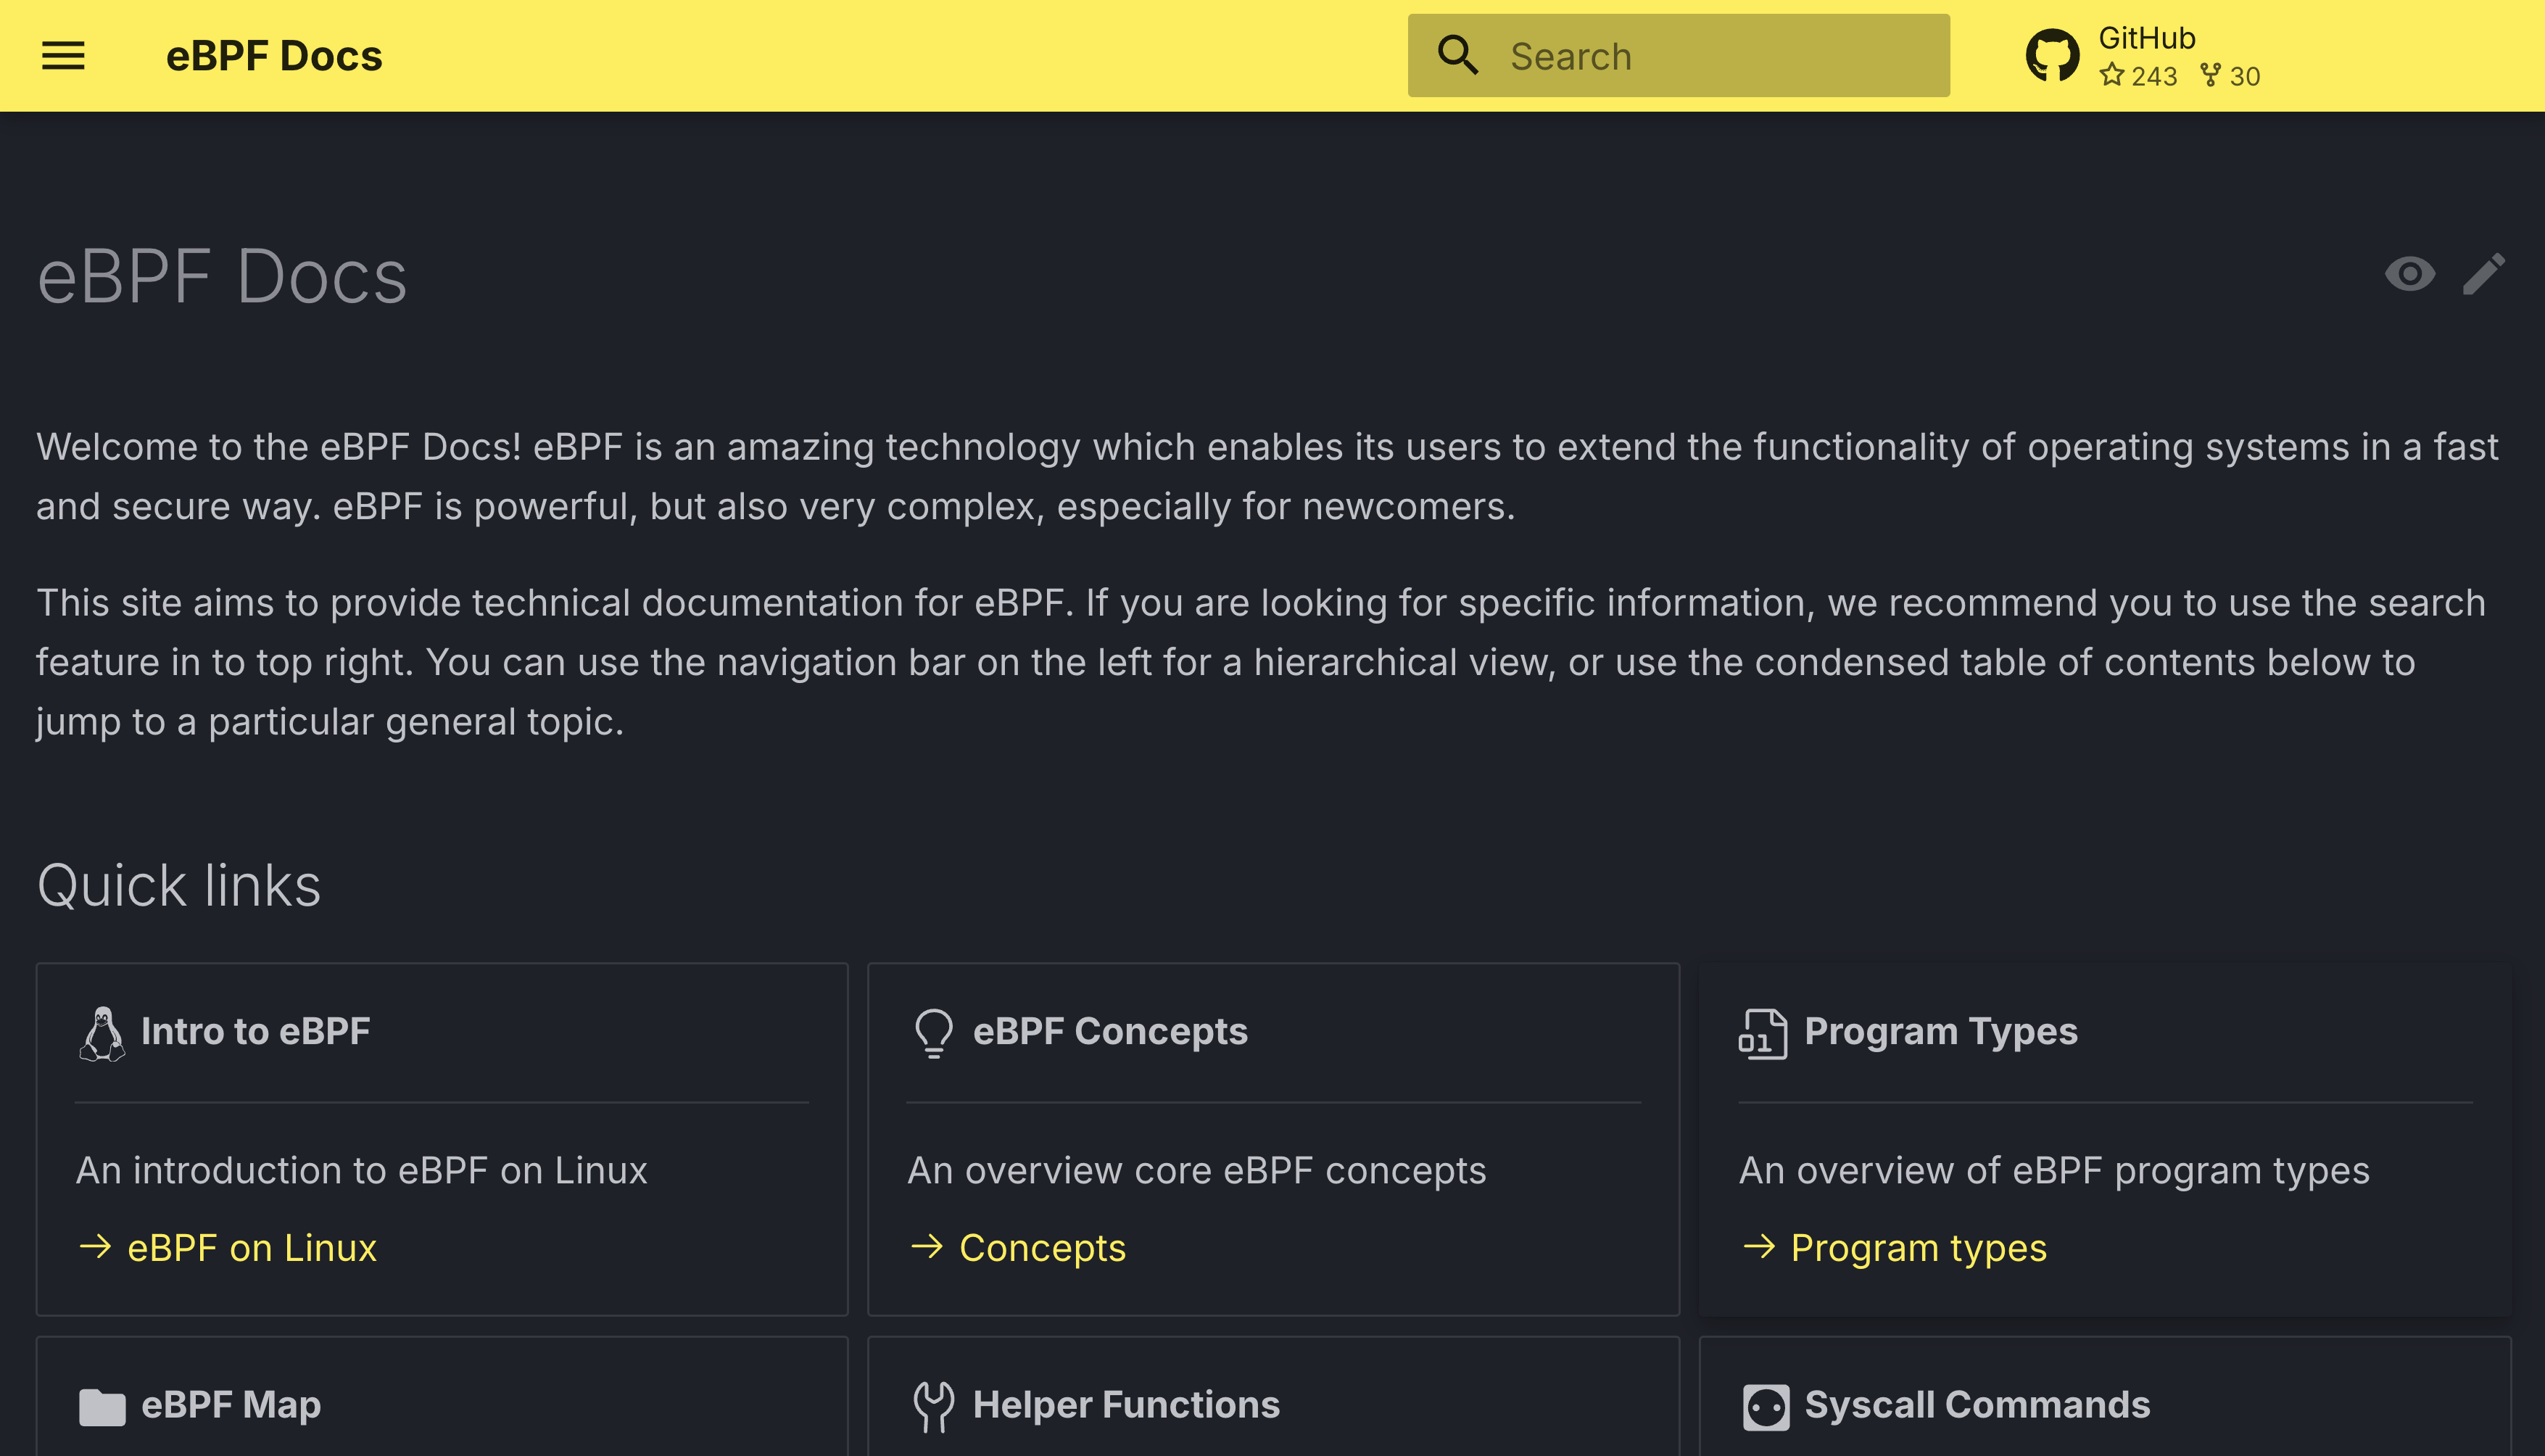 eBPF Docs
Search
GitHub
243 30
eBPF Docs
Welcome to the eBPF Docs! eBPF is an amazing technology which enables its users to extend the functionality of operating systems in a fast
and secure way. eBPF is powerful, but also very complex, especially for newcomers.
This site aims to provide technical documentation for eBPF. If you are looking for specific information, we recommend you to use the search
feature in to top right. You can use the navigation bar on the left for a hierarchical view, or use the condensed table of contents below to
jump to a particular general topic.
Quick links
Intro to eBPF
An introduction to eBPF on Linux
→ eBPF on Linux
eBPF Concepts
An overview core eBPF concepts
→ Concepts
Program Types
An overview of eBPF program types
→ Program types
eBPF Map
Helper Functions
Syscall Commands